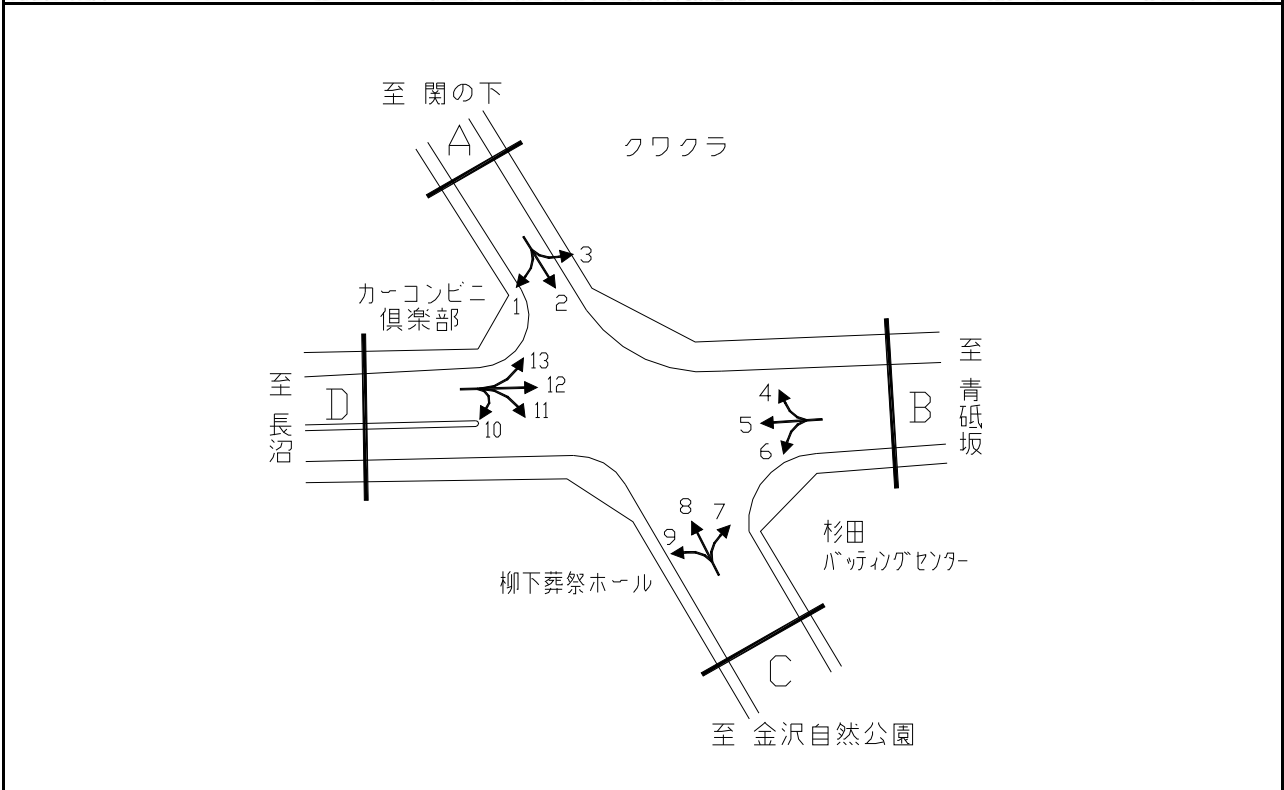 至 関の下
A
クワクラ
3
1
2
カーコンビニ
倶楽部
至 長沼
D
13
12
11
10
4
5
6
B
至 青砥坂
8
7
9
杉田
バッティングセンター
柳下葬祭ホール
C
至 金沢自然公園